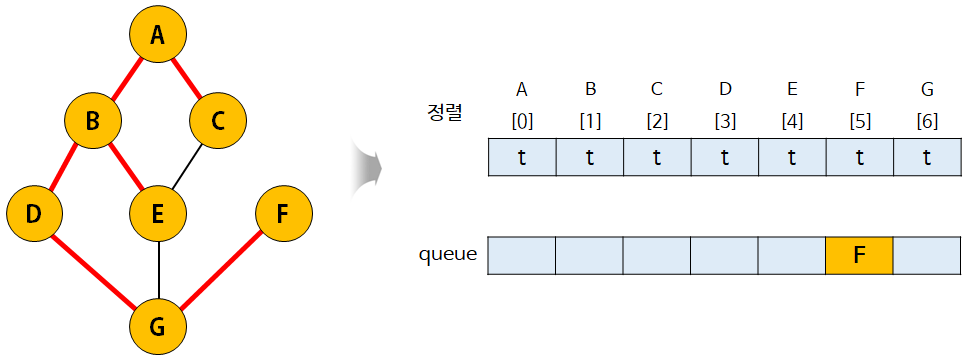 A
B
C
D
E
F
G
A B C D E F G
정렬 [0] [1] [2] [3] [4] [5] [6]
t t t t t t t
queue F